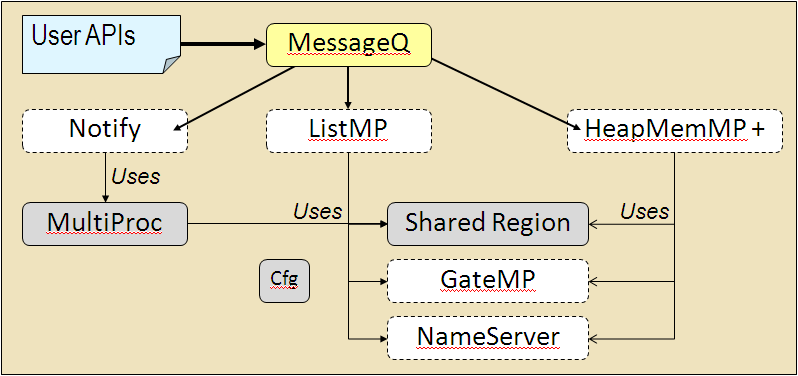 User APIs
MessageQ
Notify
ListMP
HeapMemMP +
Uses
MultiProc
Uses
Shared Region
Uses
Cfg
GateMP
NameServer